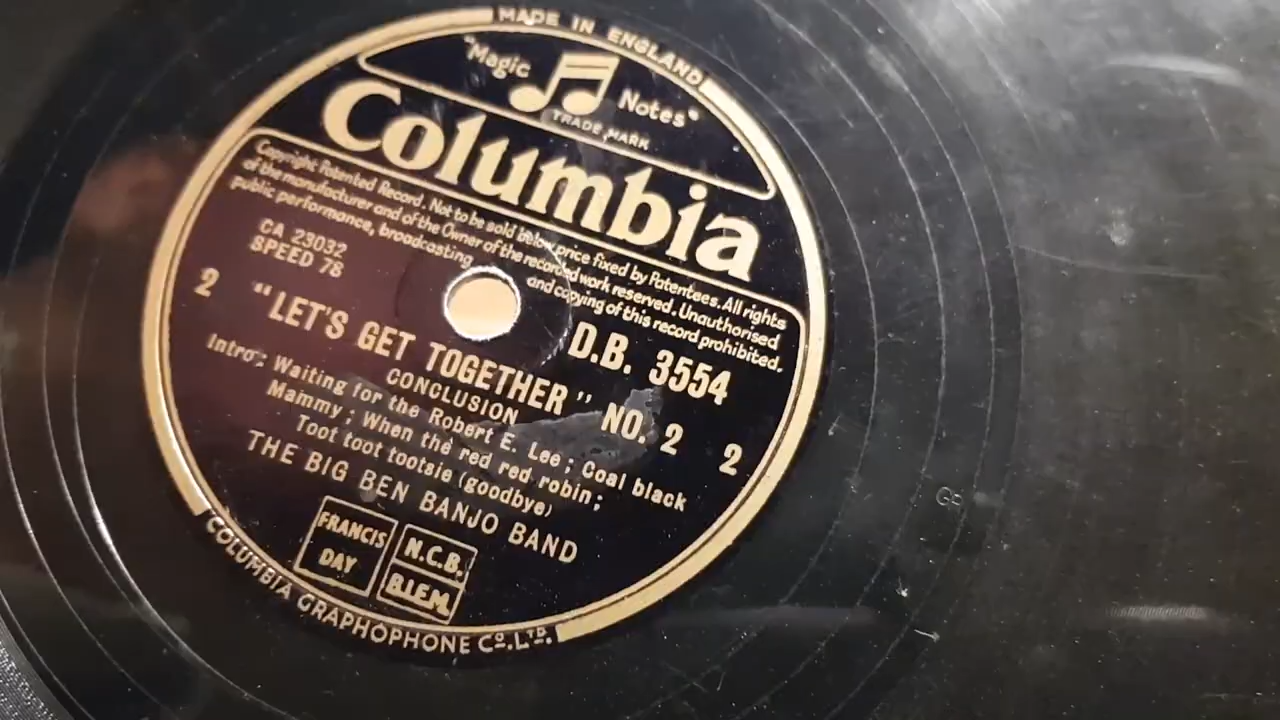 MADE IN ENGLAND
"Magic Notes"
TRADE MARK
Columbia
Copyright Patented Record. Not to be sold below price fixed by Patentees. All rights
of the manufacturer and of the Owner of the recorded work reserved. Unauthorised
public performance, broadcasting and copying of this record prohibited.
CA 23032
SPEED 78
D.B. 3554
2 "LET'S GET TOGETHER" NO. 2 2
CONCLUSION
Intro: Waiting for the Robert E. Lee; Coal black
Mammy; When the red red robin;
Toot toot tootsie (goodbye)
THE BIG BEN BANJO BAND
FRANCIS
DAY
N.C.B.
B.I.E.M.
COLUMBIA GRAPHOPHONE Co. LTD.